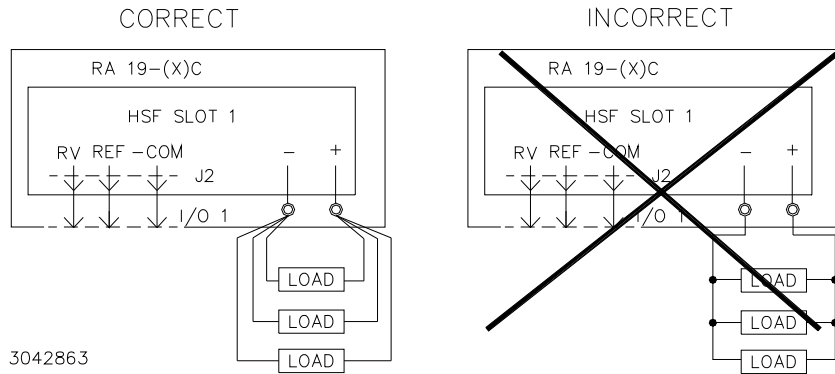 CORRECT
RA 19-(X)C
HSF SLOT 1
RV REF -COM - +
J2
I/O 1
LOAD
LOAD
LOAD
3042863
INCORRECT
RA 19-(X)C
HSF SLOT 1
RV REF -COM - +
J2
I/O 1
LOAD
LOAD
LOAD